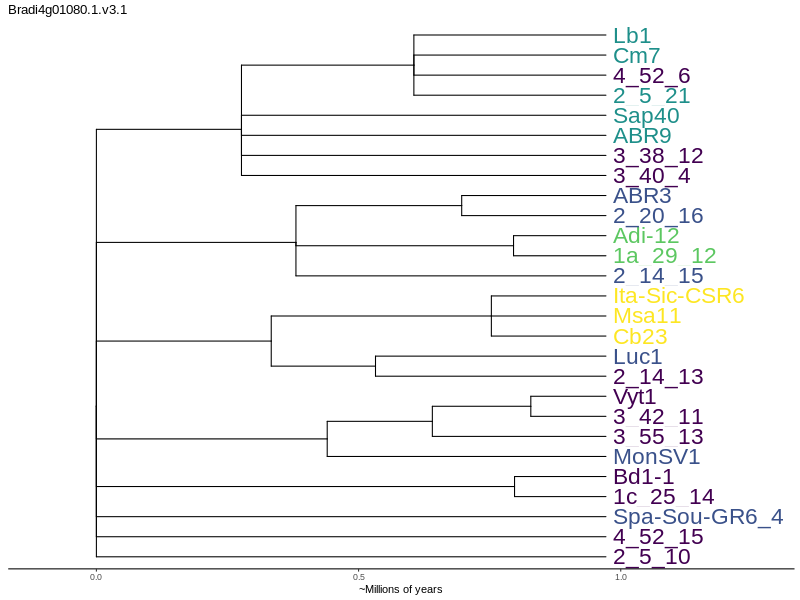 Bradi4g01080.1.v3.1
Lb1
Cm7
4_52_6
2_5_21
Sap40
ABR9
3_38_12
3_40_4
ABR3
2_20_16
Adi-12
1a_29_12
2_14_15
Ita-Sic-CSR6
Msa11
Cb23
Luc1
2_14_13
Vyt1
3_42_11
3_55_13
MonSV1
Bd1-1
1c_25_14
Spa-Sou-GR6_4
4_52_15
2_5_10
0.0 0.5 1.0
~Millions of years